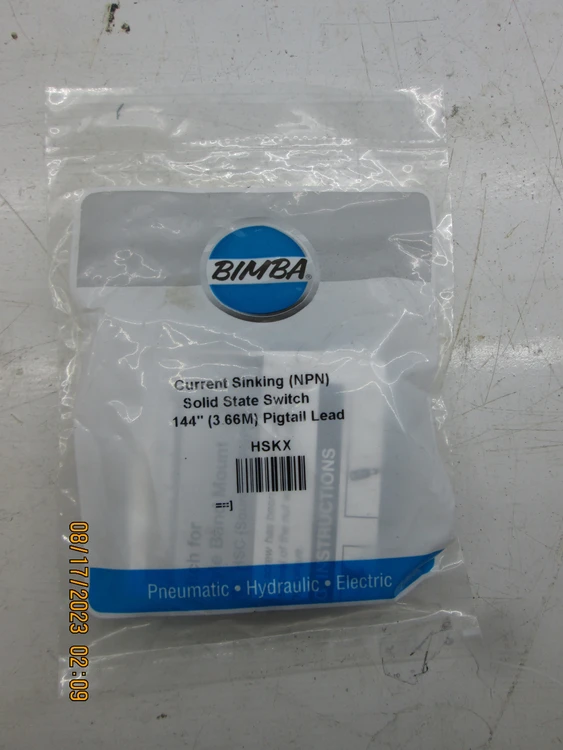 BIMBA®
Current Sinking (NPN)
Solid State Switch
144" (3.66M) Pigtail Lead
HSKX
INSTRUCTIONS
Pneumatic • Hydraulic • Electric
08/17/2023 02:09